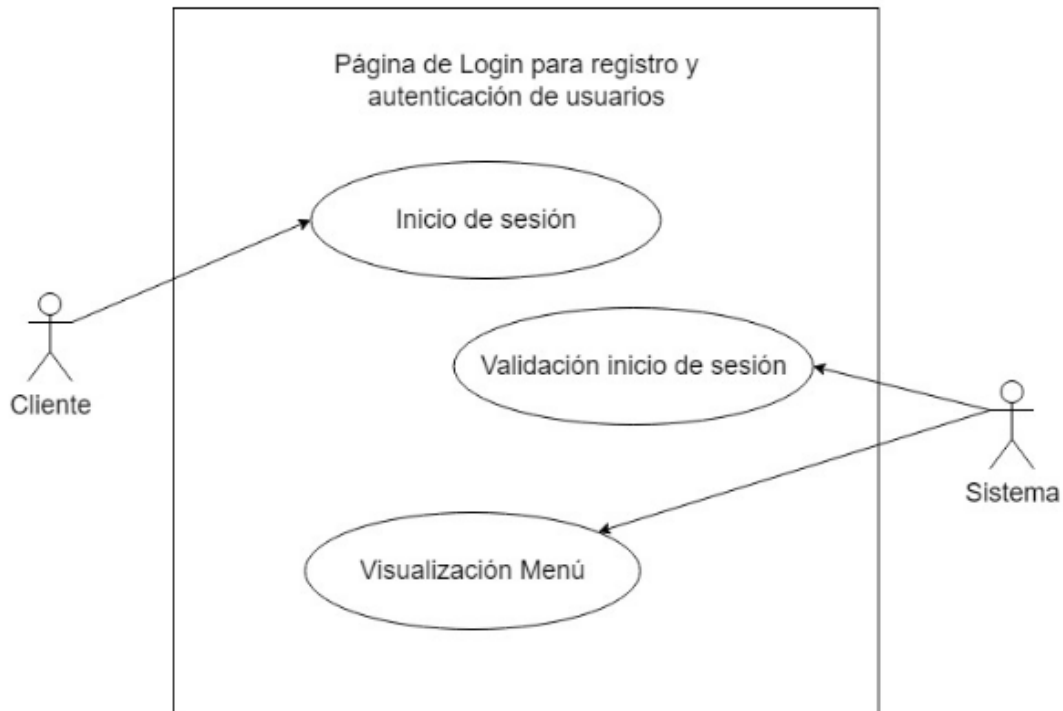 Página de Login para registro y
autenticación de usuarios
Inicio de sesión
Validación inicio de sesión
Cliente
Sistema
Visualización Menú